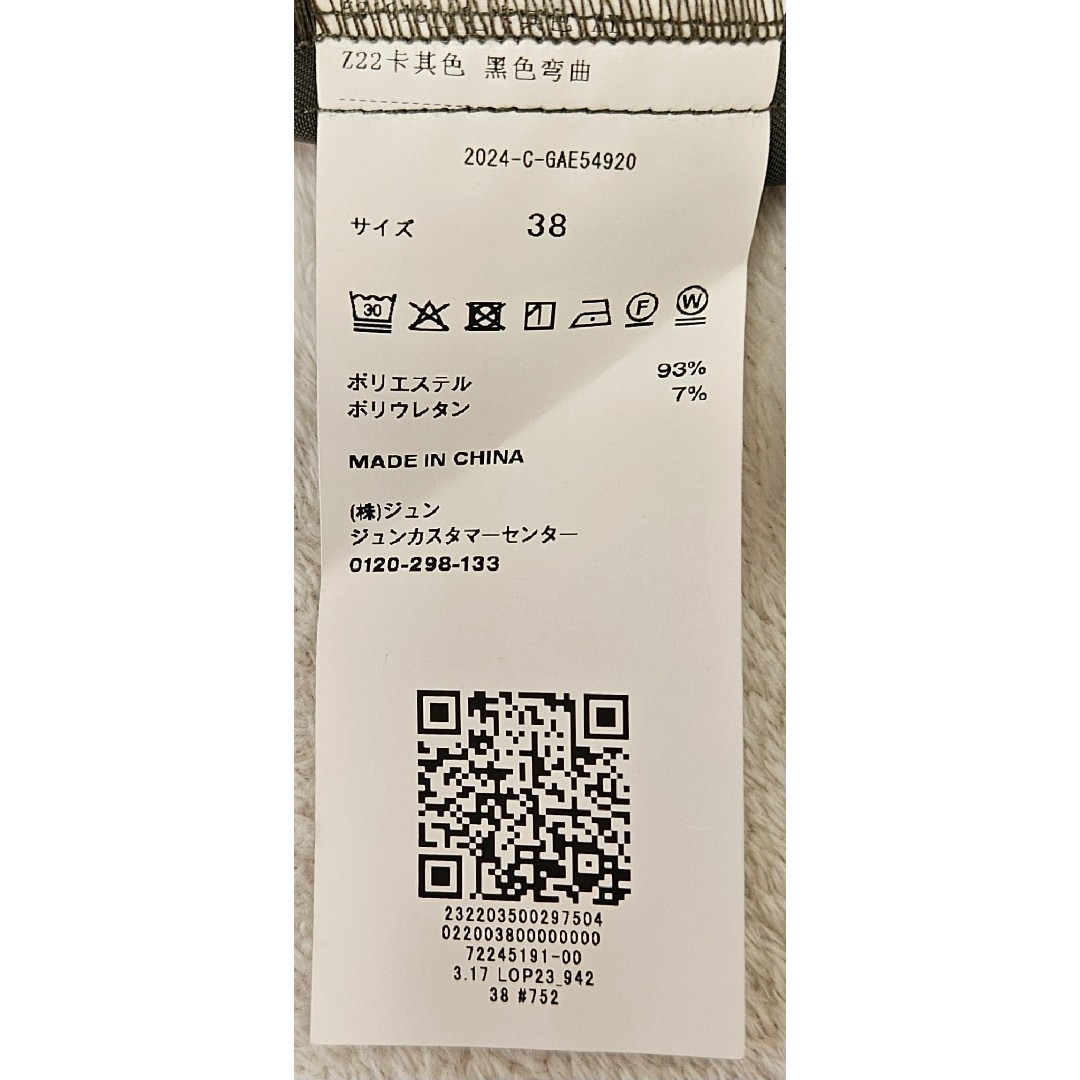 Z22卡其色 黑色弯曲
2024-C-GAE54920
サイズ 38
30 F W
ポリエステル 93%
ポリウレタン 7%
MADE IN CHINA
(株)ジュン
ジュンカスタマーセンター
0120-298-133
232203500297504
022003800000000
72245191-00
3.17 LOP23_942
38 #752